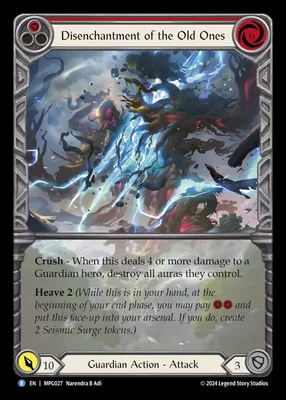 Disenchantment of the Old Ones
Crush - When this deals 4 or more damage to a
Guardian hero, destroy all auras they control.
Heave 2 (While this is in your hand, at the
beginning of your end phase, you may pay and
put this face-up into your arsenal. If you do, create
2 Seismic Surge tokens.)
10
Guardian Action - Attack
3
EN | MPG027 Narendra B Adi
© 2024 Legend Story Studios